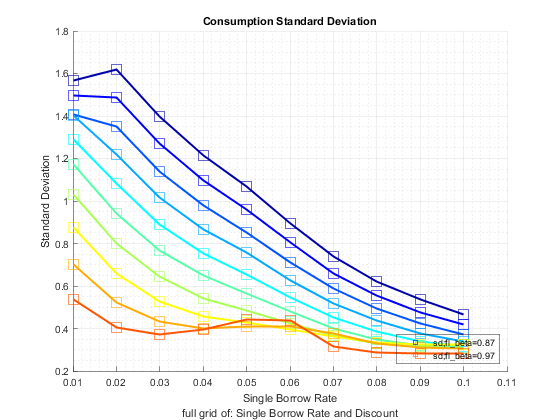 Consumption Standard Deviation
Standard Deviation
1.8
1.6
1.4
1.2
1
0.8
0.6
0.4
0.2
sd;fl_beta=0.87
sd;fl_beta=0.97
0.01 0.02 0.03 0.04 0.05 0.06 0.07 0.08 0.09 0.1 0.11
Single Borrow Rate
full grid of: Single Borrow Rate and Discount